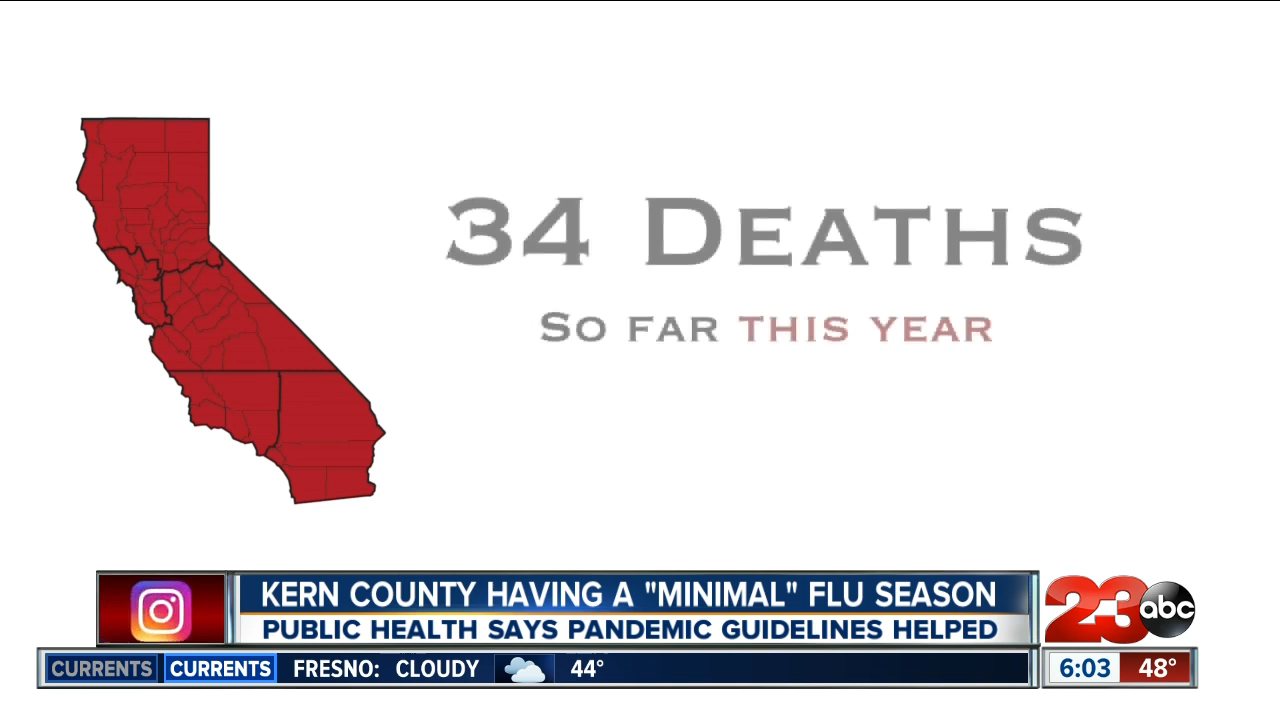 34 DEATHS
SO FAR THIS YEAR
KERN COUNTY HAVING A "MINIMAL" FLU SEASON
PUBLIC HEALTH SAYS PANDEMIC GUIDELINES HELPED
23 abc
CURRENTS CURRENTS FRESNO: CLOUDY 44°
6:03 48°